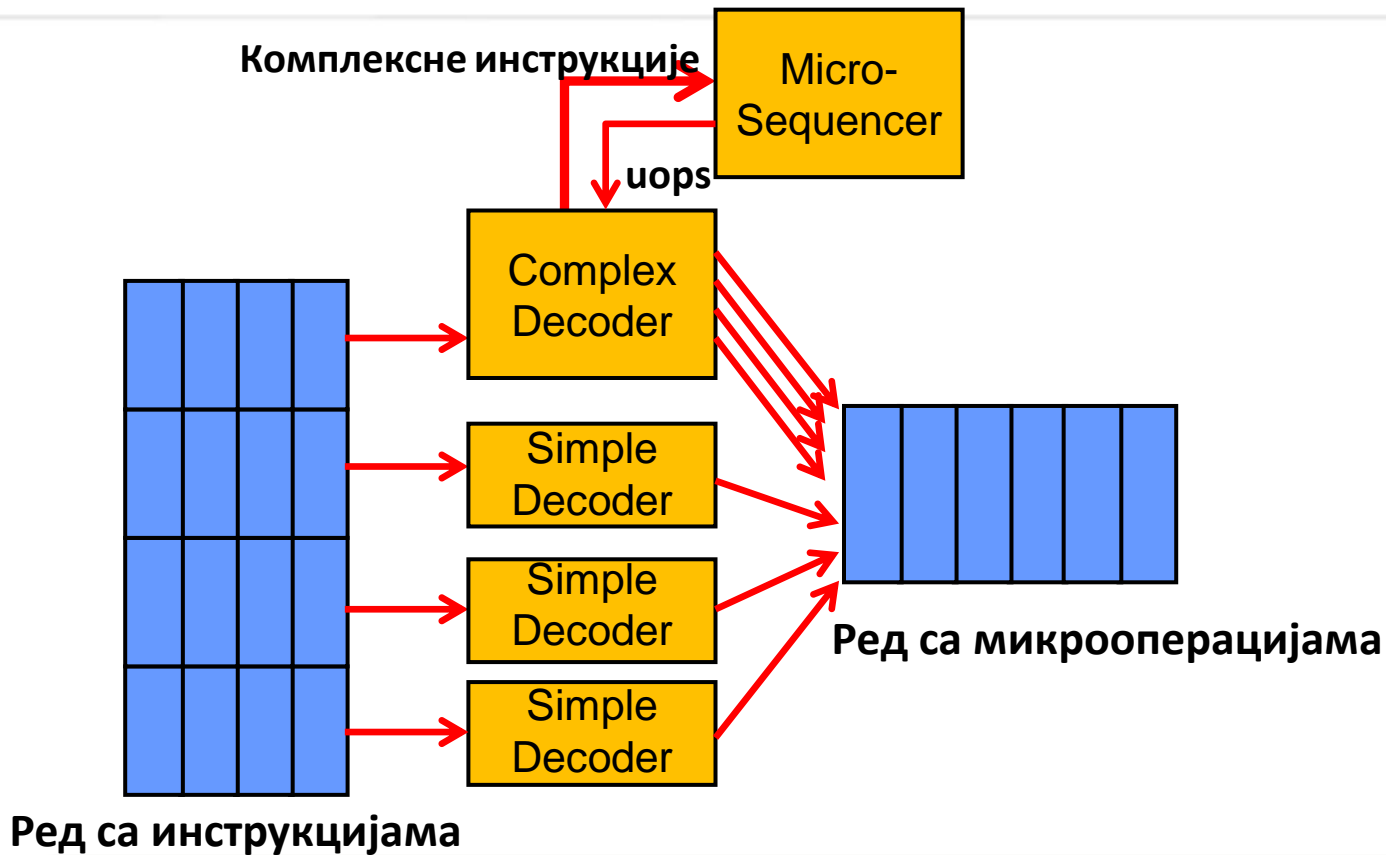 Комплексне инструкције
Micro-
Sequencer
uops
Complex
Decoder
Simple
Decoder
Simple
Decoder
Simple
Decoder
Ред са микрооперацијама
Ред са инструкцијама